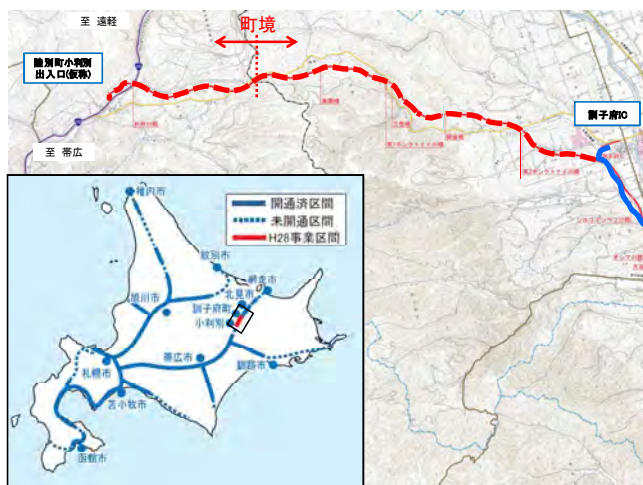 至 遠軽
町境
陸別町小利別
出入口(仮称)
訓子府IC
至 帯広
開通済区間
未開通区間
H28事業区間
稚内市
紋別市
網走市
北見市
旭川市
訓子府町
小利別
札幌市
帯広市
釧路市
苫小牧市
函館市